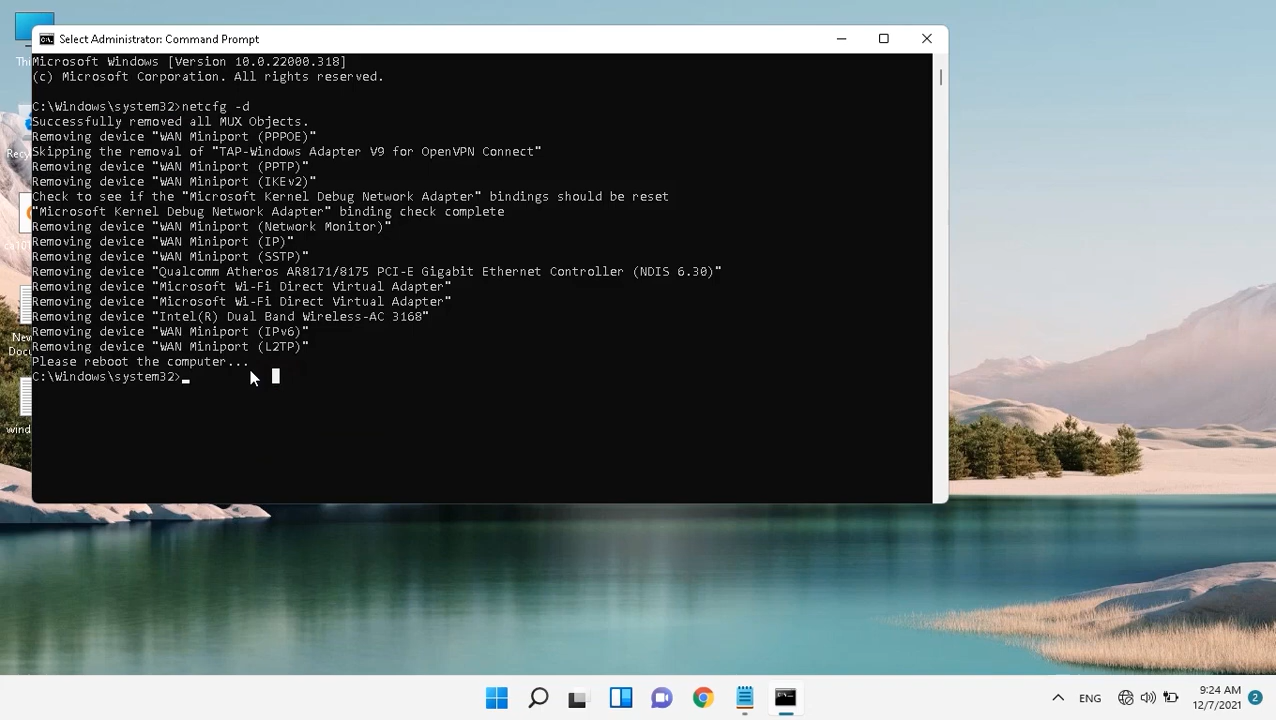 Select Administrator: Command Prompt
Microsoft Windows [Version 10.0.22000.318]
(c) Microsoft Corporation. All rights reserved.
C:\Windows\system32>netcfg -d
Successfully removed all MUX Objects.
Removing device "WAN Miniport (PPPOE)"
Skipping the removal of "TAP-Windows Adapter V9 for OpenVPN Connect"
Removing device "WAN Miniport (PPTP)"
Removing device "WAN Miniport (IKEv2)"
Check to see if the "Microsoft Kernel Debug Network Adapter" bindings should be reset
"Microsoft Kernel Debug Network Adapter" binding check complete
Removing device "WAN Miniport (Network Monitor)"
Removing device "WAN Miniport (IP)"
Removing device "WAN Miniport (SSTP)"
Removing device "Qualcomm Atheros AR8171/8175 PCI-E Gigabit Ethernet Controller (NDIS 6.30)"
Removing device "Microsoft Wi-Fi Direct Virtual Adapter"
Removing device "Microsoft Wi-Fi Direct Virtual Adapter"
Removing device "Intel(R) Dual Band Wireless-AC 3168"
Removing device "WAN Miniport (IPv6)"
Removing device "WAN Miniport (L2TP)"
Please reboot the computer...
C:\Windows\system32>
Thi
Recy
New
Doc
wind
ENG
9:24 AM
12/7/2021
2